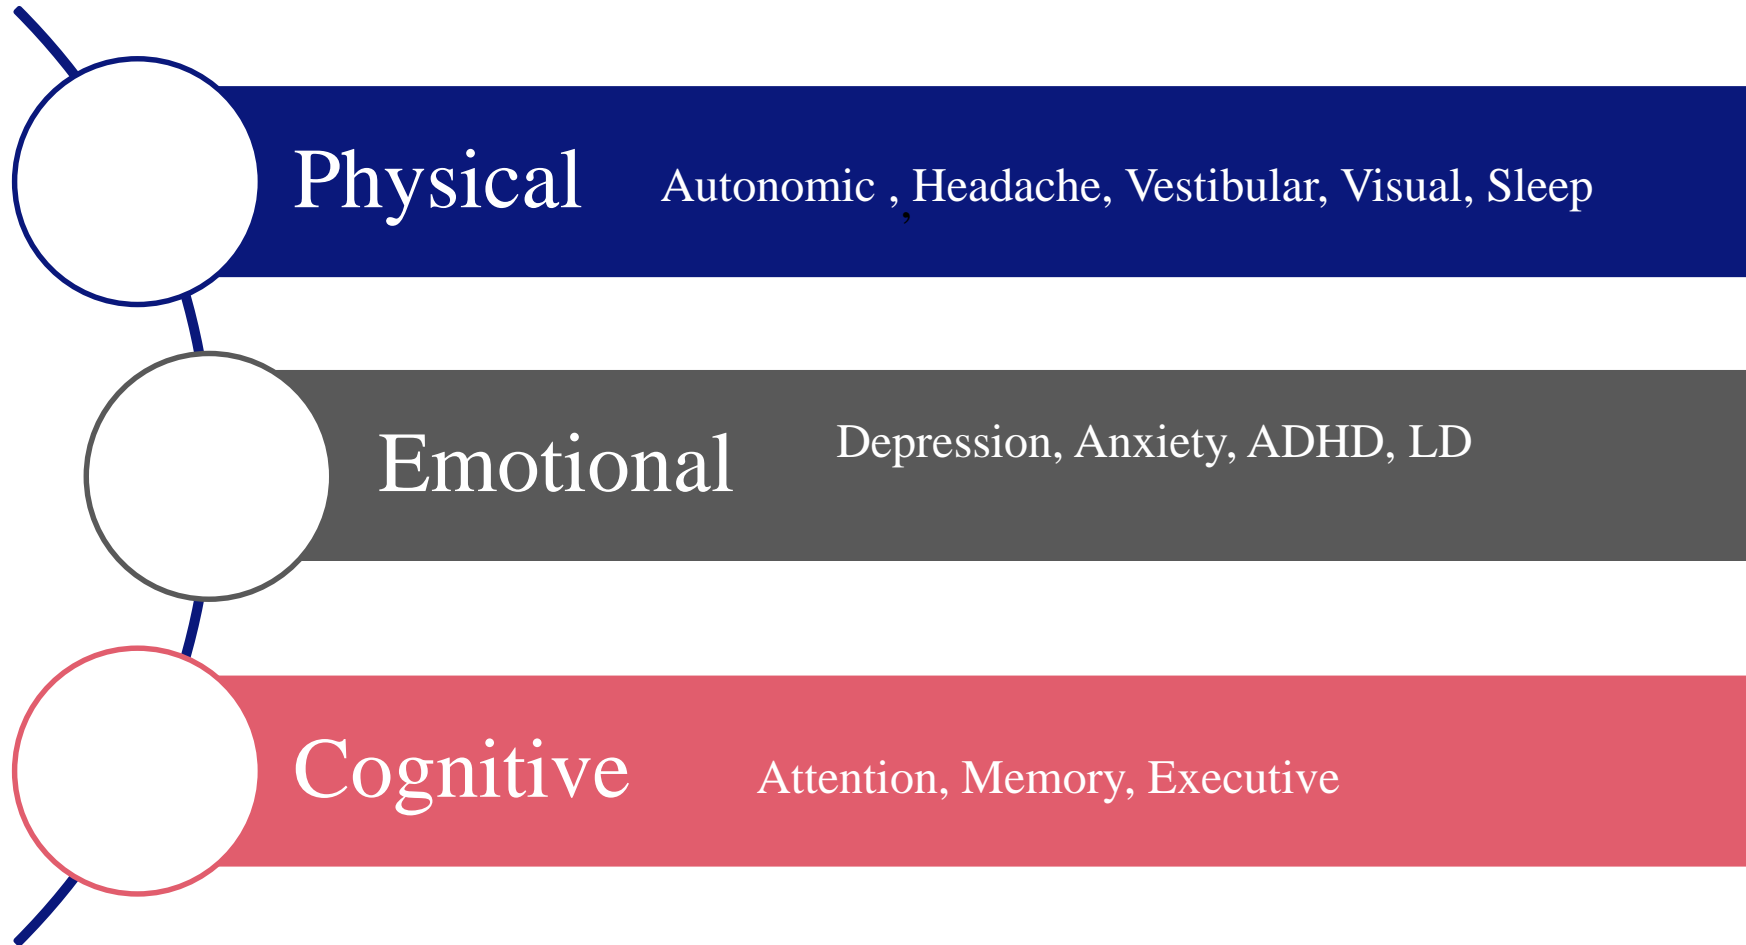 Physical Autonomic , Headache, Vestibular, Visual, Sleep
,
Emotional Depression, Anxiety, ADHD, LD
Cognitive Attention, Memory, Executive